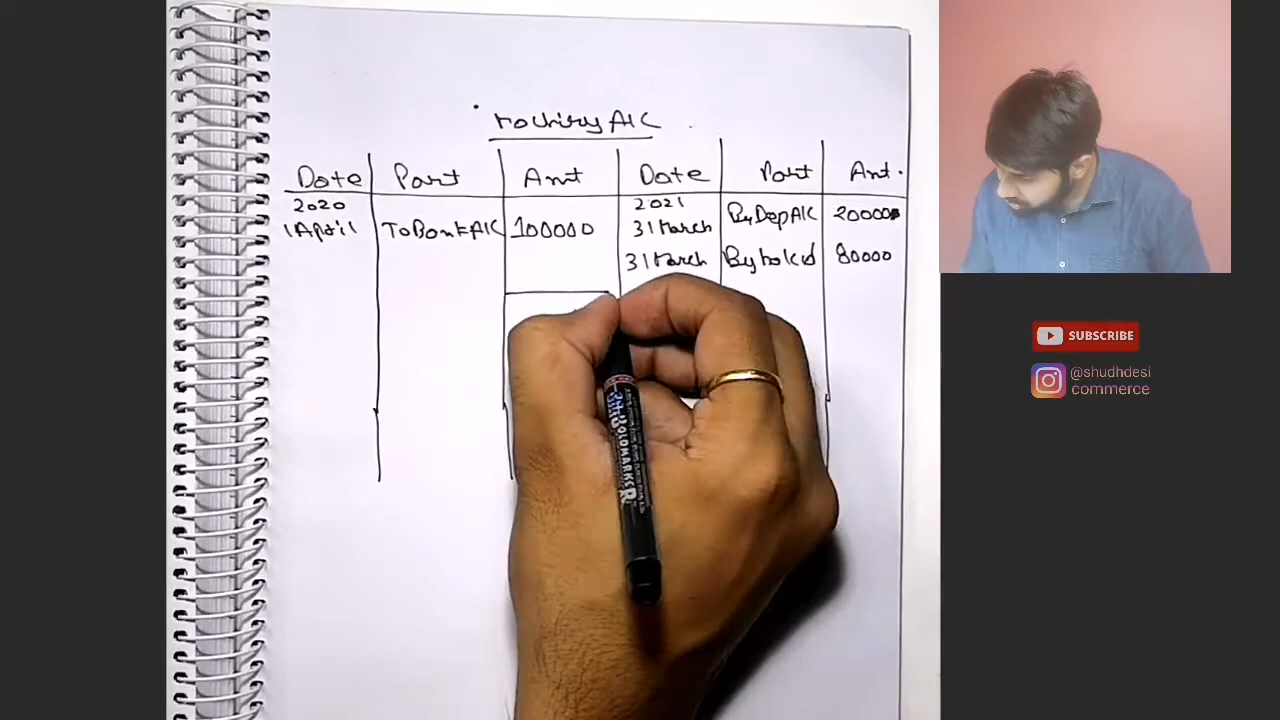 Machinery A/C
Date Part Amt Date Part Amt.
2020 2021
1 April To Bank A/C 100000 31 March By Dep A/C 20000
31 March By bal c/d 80000
SUBSCRIBE
@shudhdesi
commerce
BOLDMARKER